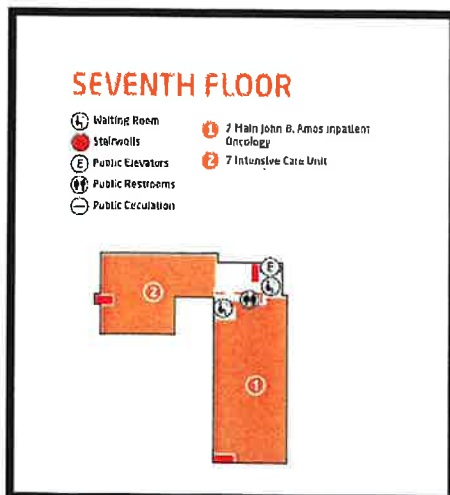 SEVENTH FLOOR
Waiting Room
Stairwells
E Public Elevators
Public Restrooms
Public Circulation
1 7 Main John B. Amos Inpatient
Oncology
2 7 Intensive Care Unit
E
2
1